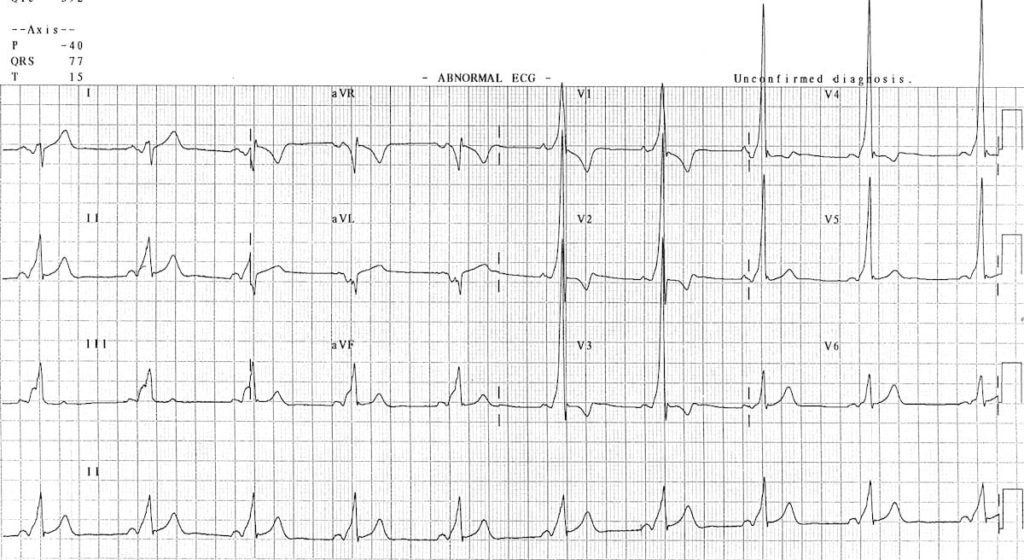 --Axis--
P -40
QRS 77
T 15
- ABNORMAL ECG -
Unconfirmed diagnosis.
I aVR V1 V4
II aVL V2 V5
III aVF V3 V6
II